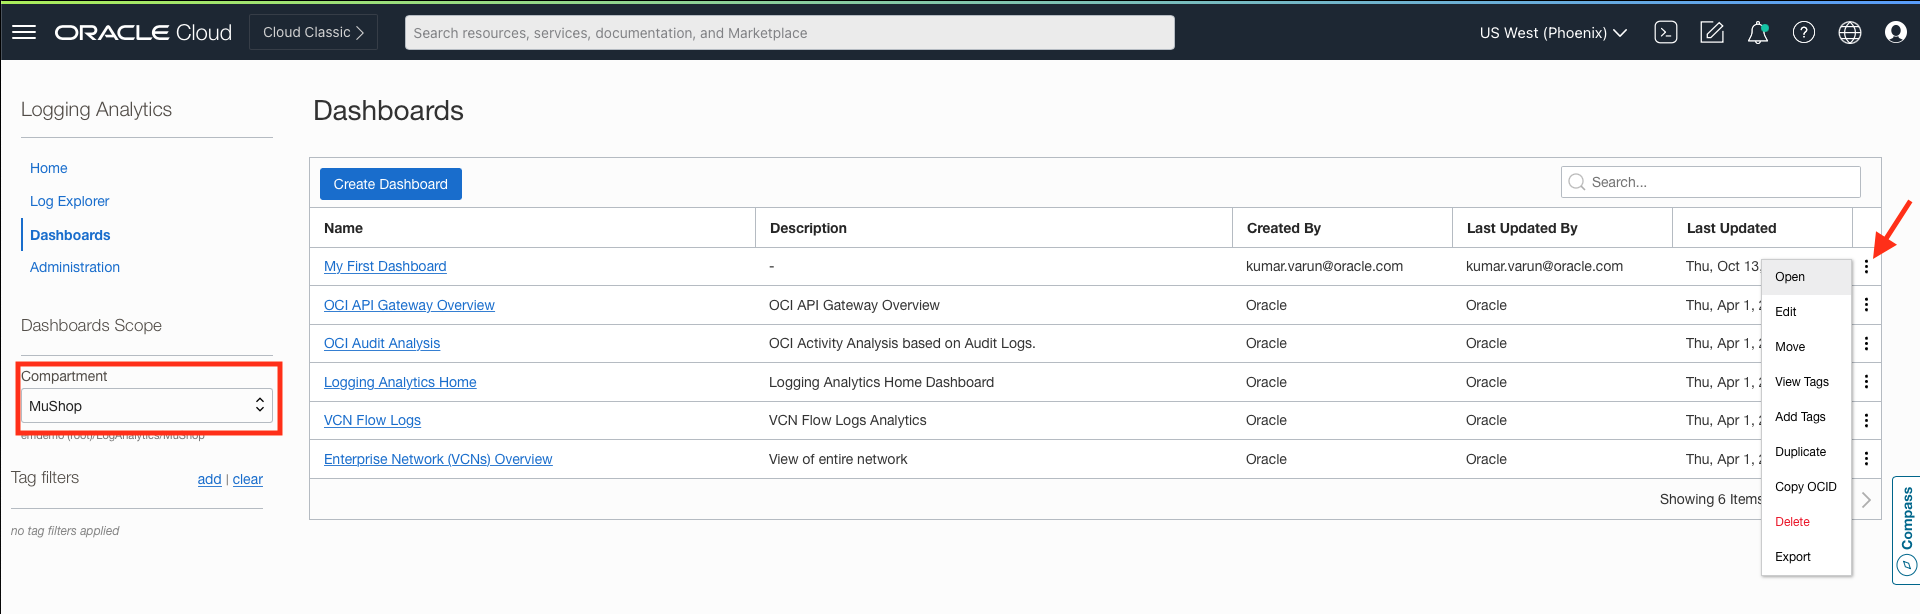 ORACLE Cloud
Cloud Classic
Search resources, services, documentation, and Marketplace
US West (Phoenix)
Logging Analytics
Home
Log Explorer
Dashboards
Administration
Dashboards Scope
Compartment
MuShop
emdemo (root)/LogAnalytics/MuShop
Tag filters
add | clear
no tag filters applied
Dashboards
Create Dashboard
Search...
Name Description Created By Last Updated By Last Updated
My First Dashboard - kumar.varun@oracle.com kumar.varun@oracle.com Thu, Oct 13,
OCI API Gateway Overview OCI API Gateway Overview Oracle Oracle Thu, Apr 1,
OCI Audit Analysis OCI Activity Analysis based on Audit Logs. Oracle Oracle Thu, Apr 1,
Logging Analytics Home Logging Analytics Home Dashboard Oracle Oracle Thu, Apr 1,
VCN Flow Logs VCN Flow Logs Analytics Oracle Oracle Thu, Apr 1,
Enterprise Network (VCNs) Overview View of entire network Oracle Oracle Thu, Apr 1,
Showing 6 Items
Open
Edit
Move
View Tags
Add Tags
Duplicate
Copy OCID
Delete
Export
Compass